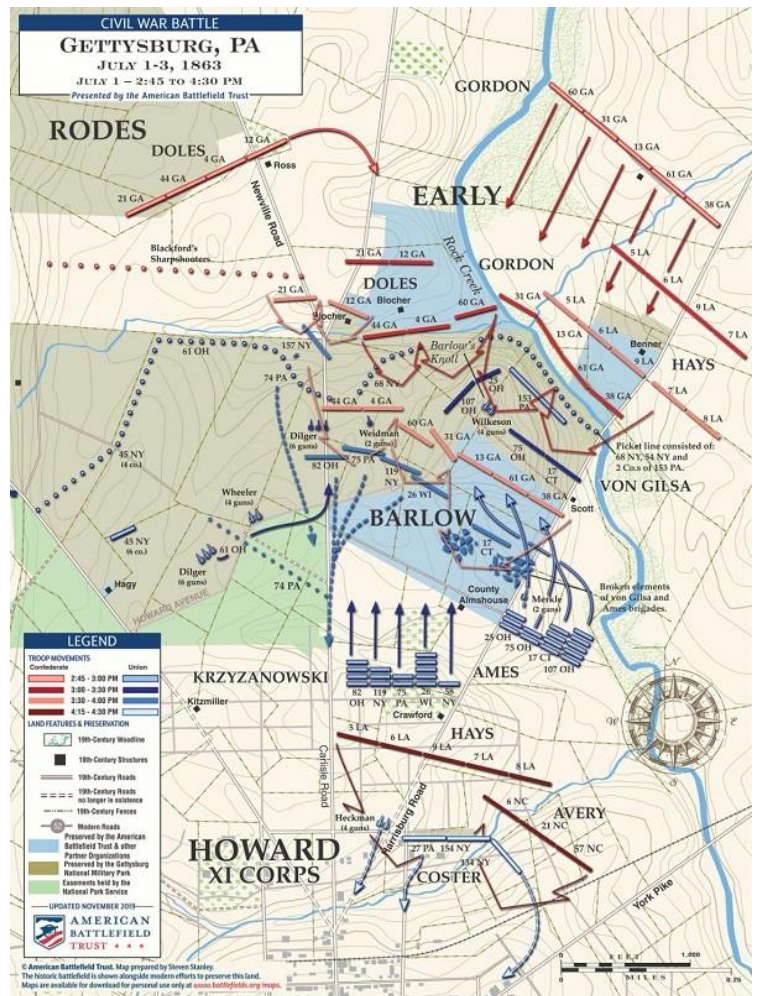 CIVIL WAR BATTLE
GETTYSBURG, PA
JULY 1-3, 1863
JULY 1 – 2:45 TO 4:30 PM
Presented by the American Battlefield Trust
GORDON
60 GA
31 GA
13 GA
61 GA
38 GA
RODES
DOLES
12 GA
4 GA
44 GA
21 GA
Ross
Newville Road
EARLY
Blackford's
Sharpshooters
21 GA
12 GA
DOLES
Blocher
Rock Creek
GORDON
5 LA
6 LA
9 LA
7 LA
21 GA
12 GA
Blocher
44 GA
4 GA
60 GA
31 GA
5 LA
13 GA
6 LA
Benner
9 LA
HAYS
61 GA
38 GA
7 LA
8 LA
61 OH
157 NY
Barlow's
Knoll
74 PA
68 NY
25
OH
107
OH
153
PA
Wilkeson
(4 guns)
44 GA
4 GA
60 GA
31 GA
75
OH
Picket line consisted of:
68 NY, 54 NY and
2 Co.s of 153 PA.
45 NY
(4 co.)
Dilger
(6 guns)
Weidman
(2 guns)
82 OH
75 PA
119
NY
13 GA
61 GA
17
CT
38 GA
VON GILSA
Scott
26 WI
Wheeler
(4 guns)
BARLOW
45 NY
(6 co.)
61 OH
Dilger
(6 guns)
17
CT
74 PA
Hagy
HOWARD AVENUE
County
Almshouse
Merkle
(2 guns)
Broken elements
of von Gilsa and
Ames brigades.
25 OH
75 OH
17 CT
107 OH
AMES
KRZYZANOWSKI
82
OH
119
NY
75
PA
26
WI
58
NY
Kitzmiller
Crawford
HAYS
5 LA
6 LA
9 LA
7 LA
8 LA
Carlisle Road
Harrisburg Road
Heckman
(4 guns)
6 NC
AVERY
21 NC
57 NC
HOWARD
XI CORPS
27 PA
154 NY
134 NY
COSTER
York Pike
N
E
S
W
LEGEND
TROOP MOVEMENTS
Confederate
Union
2:45 - 3:00 PM
3:00 - 3:30 PM
3:30 - 4:00 PM
4:15 - 4:30 PM
LAND FEATURES & PRESERVATION
19th-Century Woodline
18th-Century Structures
19th-Century Roads
19th-Century Roads
no longer in existence
19th-Century Fences
Modern Roads
Preserved by the American
Battlefield Trust & other
Partner Organizations
Preserved by the Gettysburg
National Military Park
Easements held by the
National Park Service
UPDATED NOVEMBER 2019
AMERICAN
BATTLEFIELD
TRUST
© American Battlefield Trust. Map prepared by Steven Stanley.
The historic battlefield is shown alongside modern efforts to preserve this land.
Maps are available for download for personal use only at www.battlefields.org/maps.
0
FEET
1,000
0
MILES
0.25